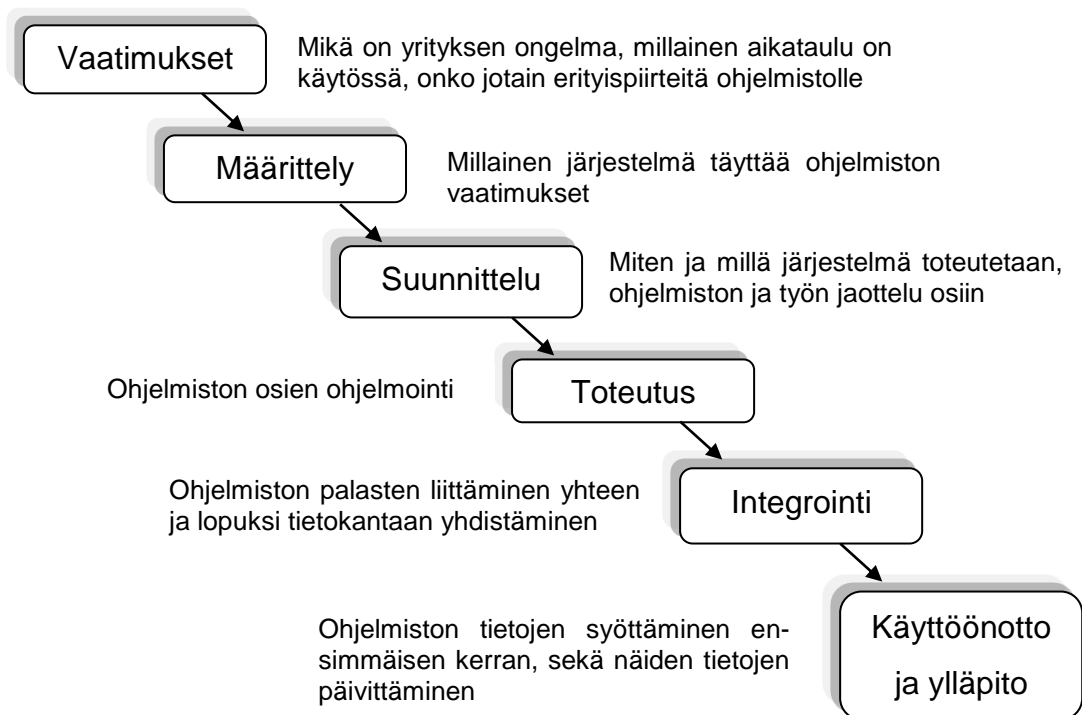 Vaatimukset
Mikä on yrityksen ongelma, millainen aikataulu on
käytössä, onko jotain erityispiirteitä ohjelmistolle
Määrittely
Millainen järjestelmä täyttää ohjelmiston
vaatimukset
Suunnittelu
Miten ja millä järjestelmä toteutetaan,
ohjelmiston ja työn jaottelu osiin
Ohjelmiston osien ohjelmointi
Toteutus
Ohjelmiston palasten liittäminen yhteen
ja lopuksi tietokantaan yhdistäminen
Integrointi
Ohjelmiston tietojen syöttäminen en-
simmäisen kerran, sekä näiden tietojen
päivittäminen
Käyttöönotto
ja ylläpito